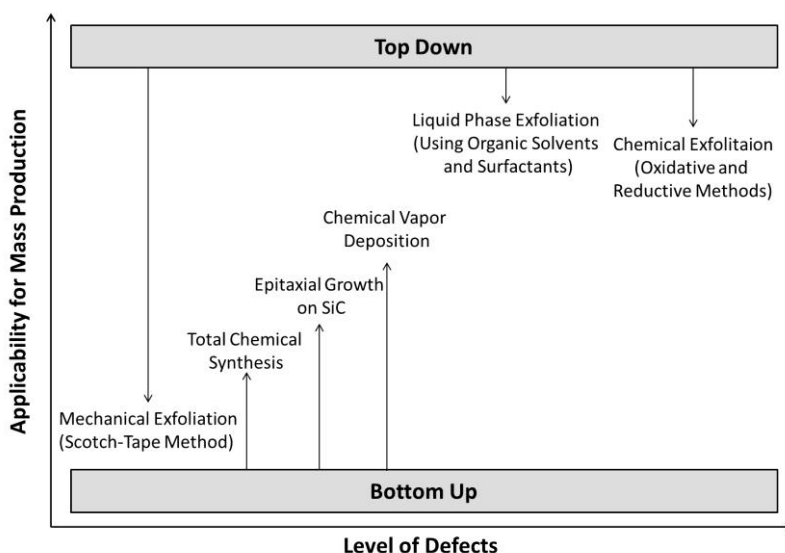 Top Down
Applicability for Mass Production
Liquid Phase Exfoliation
(Using Organic Solvents
and Surfactants)
Chemical Exfolitaion
(Oxidative and
Reductive Methods)
Chemical Vapor
Deposition
Epitaxial Growth
on SiC
Total Chemical
Synthesis
Mechanical Exfoliation
(Scotch-Tape Method)
Bottom Up
Level of Defects